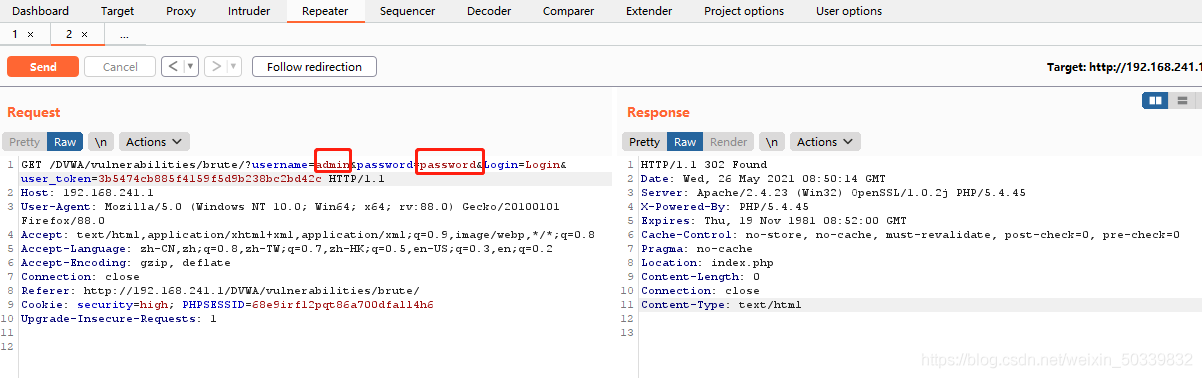 Dashboard Target Proxy Intruder Repeater Sequencer Decoder Comparer Extender Project options User options
1 × 2 × ...
Send Cancel < > Follow redirection Target: http://192.168.241.1
Request
Pretty Raw \n Actions
1 GET /DVWA/vulnerabilities/brute/?username=admin&password=password&Login=Login&
user_token=3b5474cb885f4159f5d9b238bc2bd42c HTTP/1.1
2 Host: 192.168.241.1
3 User-Agent: Mozilla/5.0 (Windows NT 10.0; Win64; x64; rv:88.0) Gecko/20100101
Firefox/88.0
4 Accept: text/html,application/xhtml+xml,application/xml;q=0.9,image/webp,*/*;q=0.8
5 Accept-Language: zh-CN,zh;q=0.8,zh-TW;q=0.7,zh-HK;q=0.5,en-US;q=0.3,en;q=0.2
6 Accept-Encoding: gzip, deflate
7 Connection: close
8 Referer: http://192.168.241.1/DVWA/vulnerabilities/brute/
9 Cookie: security=high; PHPSESSID=68e9irf12pqt86a700dfal14h6
10 Upgrade-Insecure-Requests: 1
11
12
Response
Pretty Raw Render \n Actions
1 HTTP/1.1 302 Found
2 Date: Wed, 26 May 2021 08:50:14 GMT
3 Server: Apache/2.4.23 (Win32) OpenSSL/1.0.2j PHP/5.4.45
4 X-Powered-By: PHP/5.4.45
5 Expires: Thu, 19 Nov 1981 08:52:00 GMT
6 Cache-Control: no-store, no-cache, must-revalidate, post-check=0, pre-check=0
7 Pragma: no-cache
8 Location: index.php
9 Content-Length: 0
10 Connection: close
11 Content-Type: text/html
12
13
https://blog.csdn.net/weixin_50339832